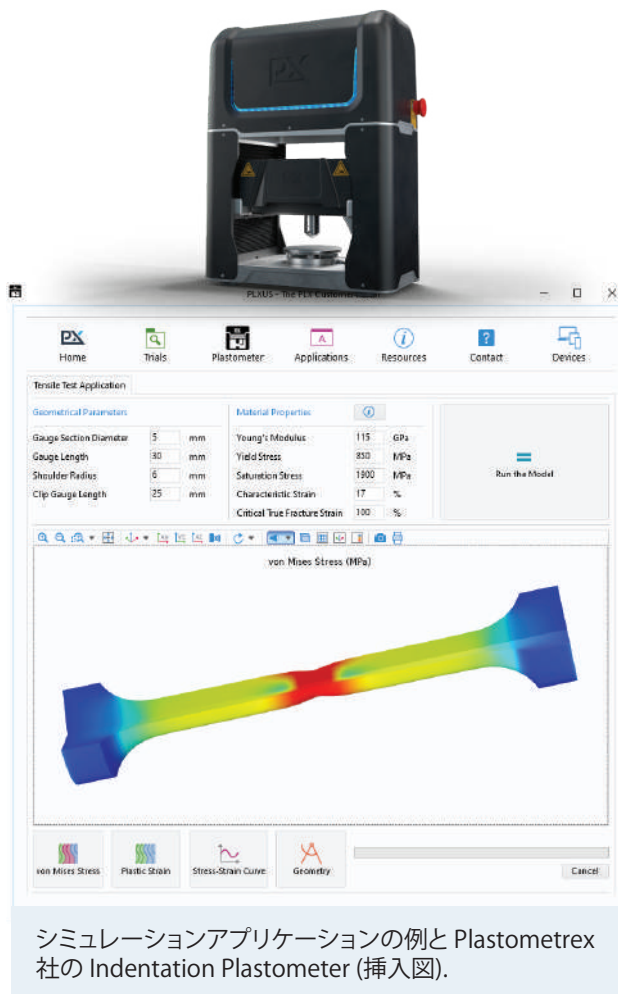 PX
PLXUS - The PLX Customer
PX
Home
Trials
Plastometer
Applications
Resources
Contact
Devices
Tensile Test Application
Geometrical Parameters
Gauge Section Diameter 5 mm
Gauge Length 30 mm
Shoulder Radius 6 mm
Clip Gauge Length 25 mm
Material Properties
Young's Modulus 115 GPa
Yield Stress 850 MPa
Saturation Stress 1900 MPa
Characteristic Strain 17 %
Critical True Fracture Strain 100 %
Run the Model
von Mises Stress (MPa)
von Mises Stress
Plastic Strain
Stress-Strain Curve
Geometry
Cancel
シミュレーションアプリケーションの例と Plastometrex
社の Indentation Plastometer (挿入図).